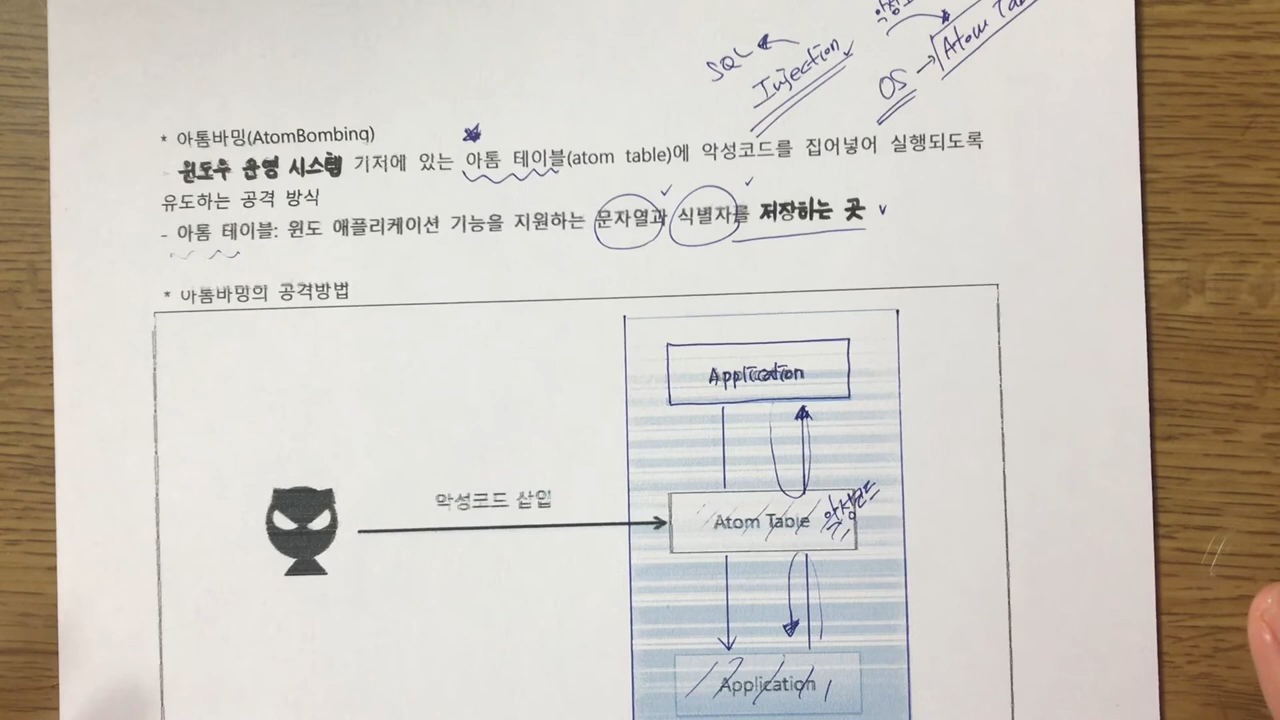 SQL
Injection
OS
Atom
* 아톰바밍(AtomBombing)
- 윈도우 운영 시스템 기저에 있는 아톰 테이블(atom table)에 악성코드를 집어넣어 실행되도록
유도하는 공격 방식
- 아톰 테이블: 윈도 애플리케이션 기능을 지원하는 문자열과 식별자를 저장하는 곳
* 아톰바밍의 공격방법
Application
악성코드 삽입
Atom Table
악성코드
Application